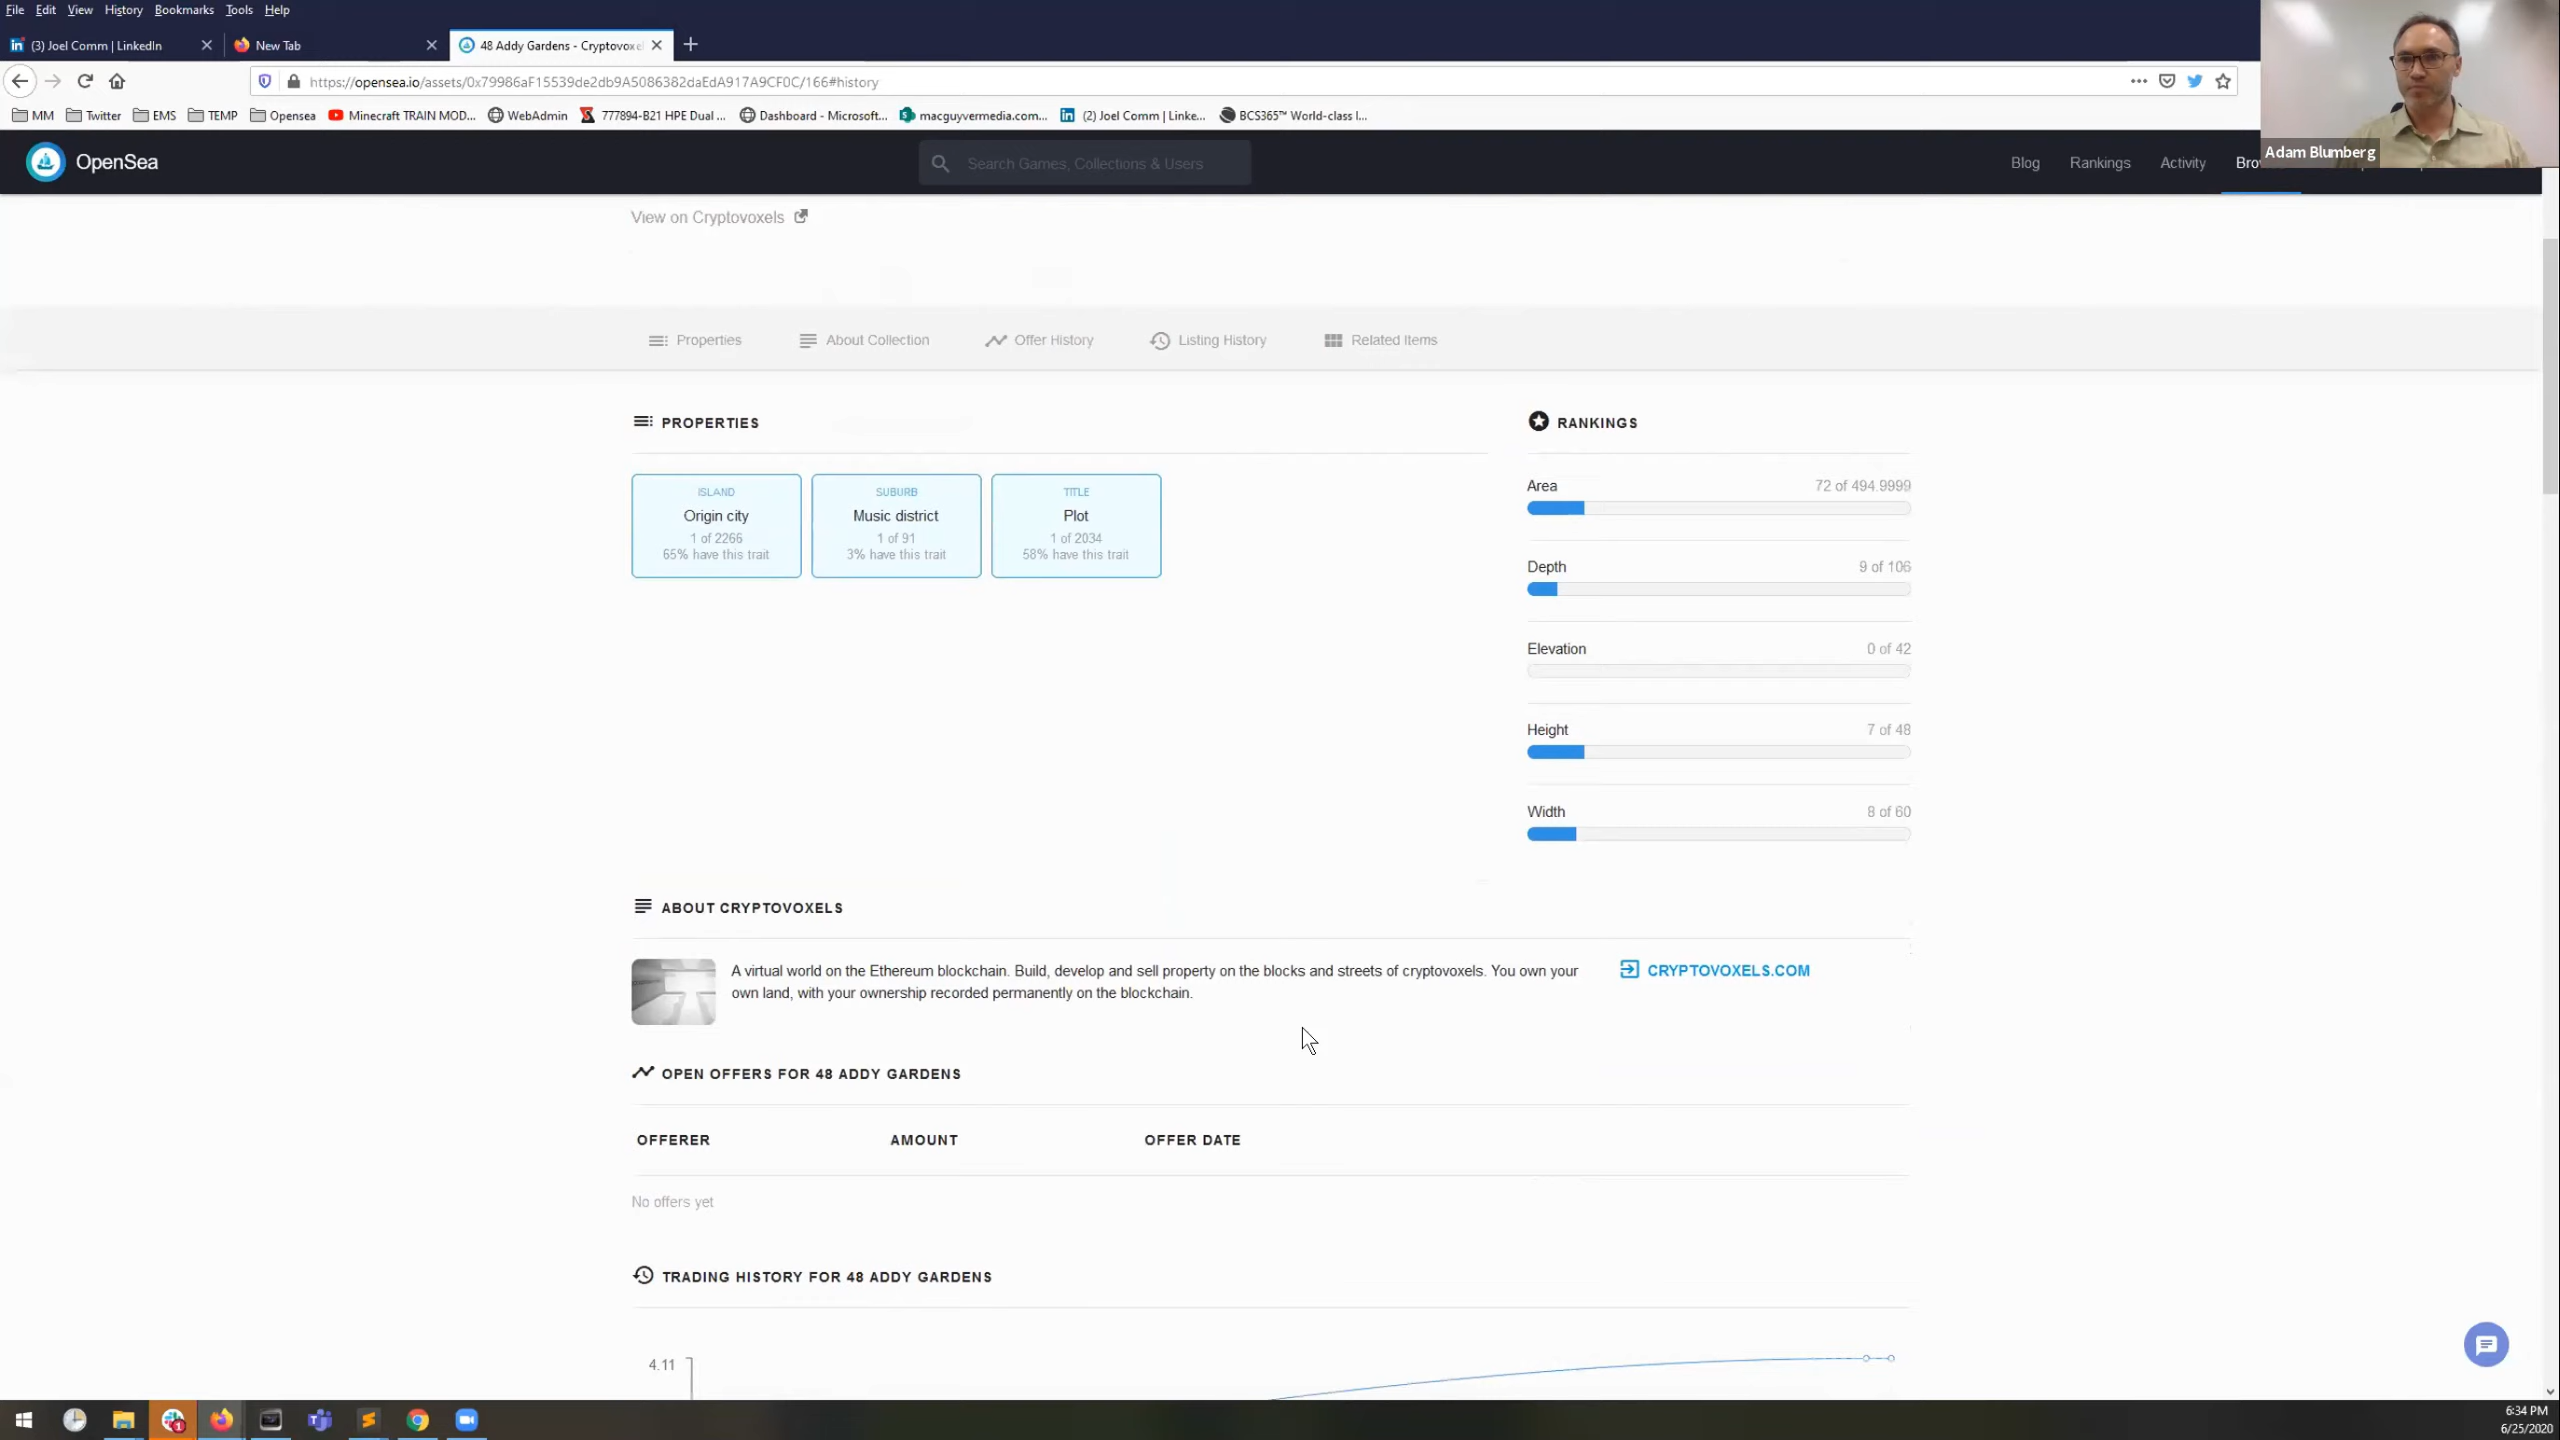 File Edit View History Bookmarks Tools Help
(3) Joel Comm | LinkedIn
New Tab
48 Addy Gardens - Cryptovoxe
https://opensea.io/assets/0x79986aF15539de2db9A5086382daEdA917A9CF0C/166#history
MM Twitter EMS TEMP Opensea Minecraft TRAIN MOD... WebAdmin 777894-B21 HPE Dual ... Dashboard - Microsoft... macguyvermedia.com... (2) Joel Comm | Linke... BCS365™ World-class I...
Adam Blumberg
OpenSea
Search Games, Collections & Users
Blog Rankings Activity
View on Cryptovoxels
Properties About Collection Offer History Listing History Related Items
PROPERTIES
ISLAND
Origin city
1 of 2266
65% have this trait
SUBURB
Music district
1 of 91
3% have this trait
TITLE
Plot
1 of 2034
58% have this trait
RANKINGS
Area 72 of 494.9999
Depth 9 of 106
Elevation 0 of 42
Height 7 of 48
Width 8 of 60
ABOUT CRYPTOVOXELS
A virtual world on the Ethereum blockchain. Build, develop and sell property on the blocks and streets of cryptovoxels. You own your
own land, with your ownership recorded permanently on the blockchain.
CRYPTOVOXELS.COM
OPEN OFFERS FOR 48 ADDY GARDENS
OFFERER AMOUNT OFFER DATE
No offers yet
TRADING HISTORY FOR 48 ADDY GARDENS
4.11
1
6:34 PM
6/25/2020